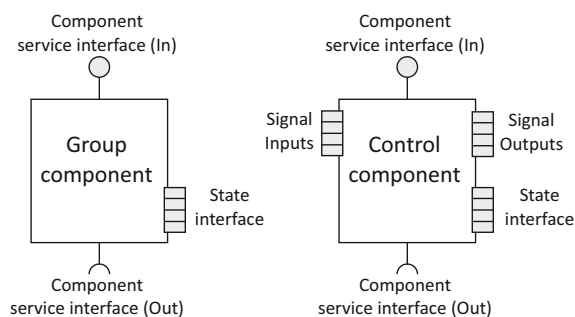 Component
service interface (In)
Group
component
State
interface
Component
service interface (Out)
Component
service interface (In)
Signal
Inputs
Control
component
Signal
Outputs
State
interface
Component
service interface (Out)